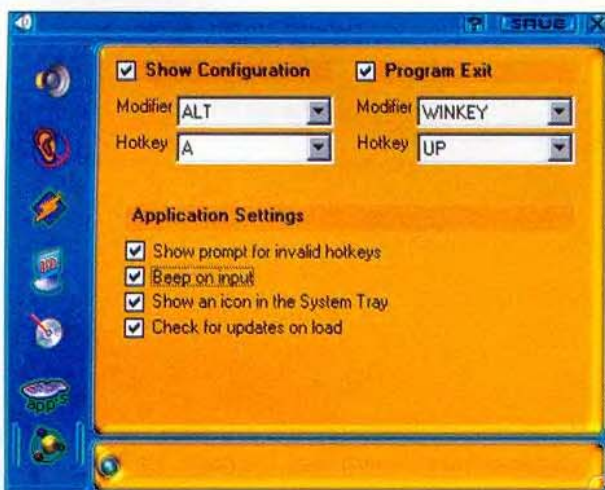 ? SAVE X
Show Configuration
Program Exit
Modifier ALT
Modifier WINKEY
Hotkey A
Hotkey UP
Application Settings
Show prompt for invalid hotkeys
Beep on input
Show an icon in the System Tray
Check for updates on load
app's